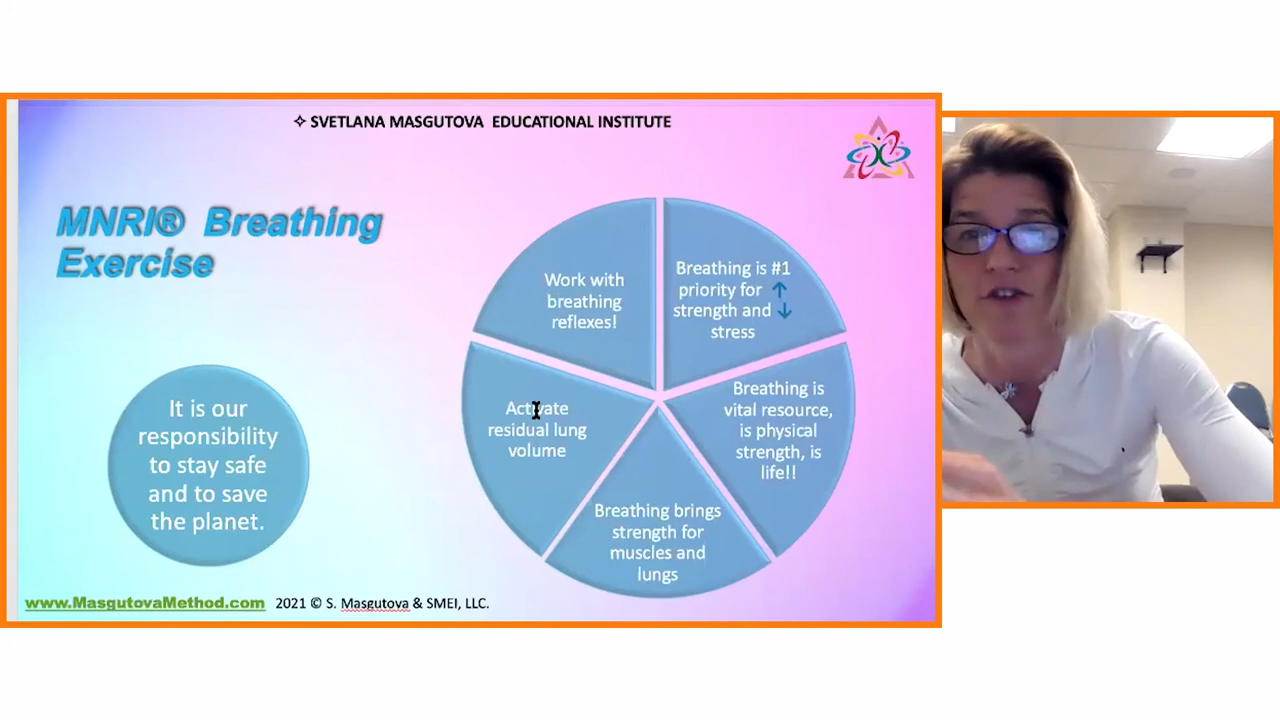 ✧ SVETLANA MASGUTOVA EDUCATIONAL INSTITUTE
MNRI® Breathing
Exercise
It is our
responsibility
to stay safe
and to save
the planet.
Work with
breathing
reflexes!
Breathing is #1
priority for ↑
strength and ↓
stress
Breathing is
vital resource,
is physical
strength, is
life!!
Breathing brings
strength for
muscles and
lungs
Activate
residual lung
volume
www.MasgutovaMethod.com 2021 © S. Masgutova & SMEI, LLC.